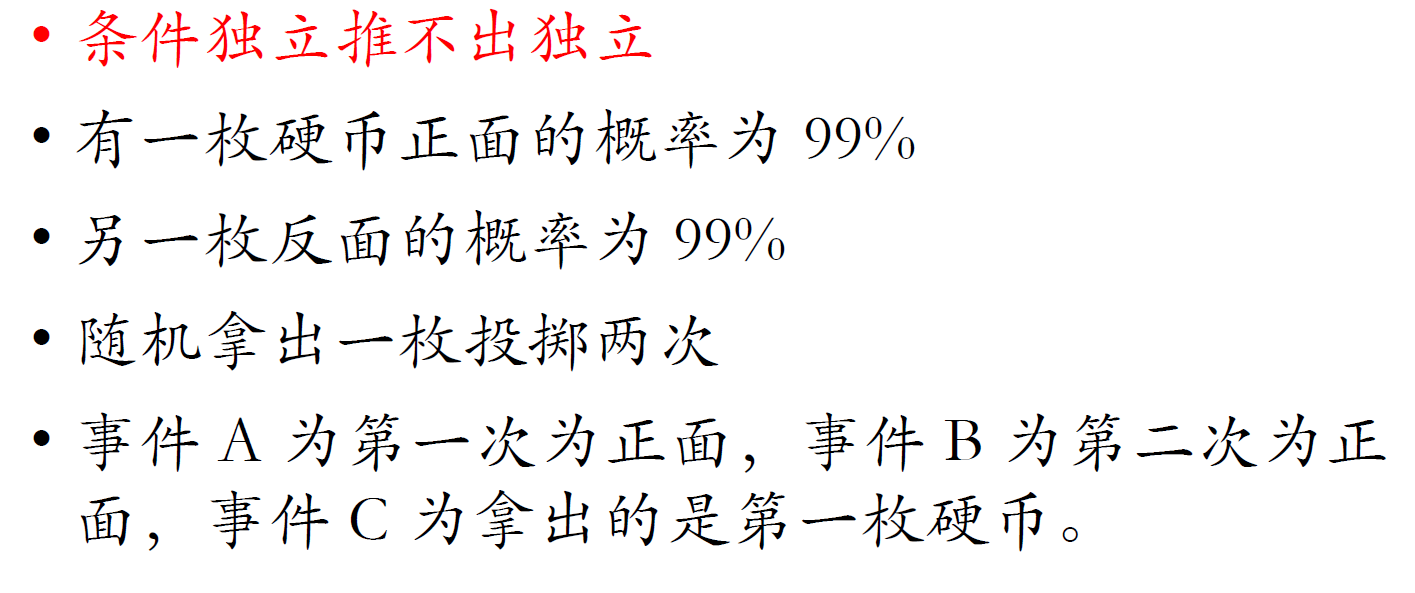 • 条件独立推不出独立
• 有一枚硬币正面的概率为 99%
• 另一枚反面的概率为 99%
• 随机拿出一枚投掷两次
• 事件 A 为第一次为正面，事件 B 为第二次为正
面，事件 C 为拿出的是第一枚硬币。